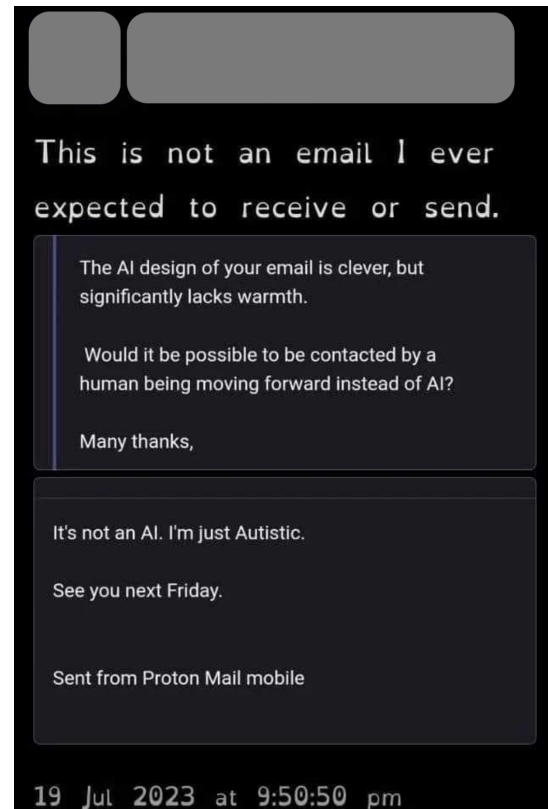 This is not an email I ever
expected to receive or send.
The AI design of your email is clever, but
significantly lacks warmth.
Would it be possible to be contacted by a
human being moving forward instead of AI?
Many thanks,
It's not an AI. I'm just Autistic.
See you next Friday.
Sent from Proton Mail mobile
19 Jul 2023 at 9:50:50 pm